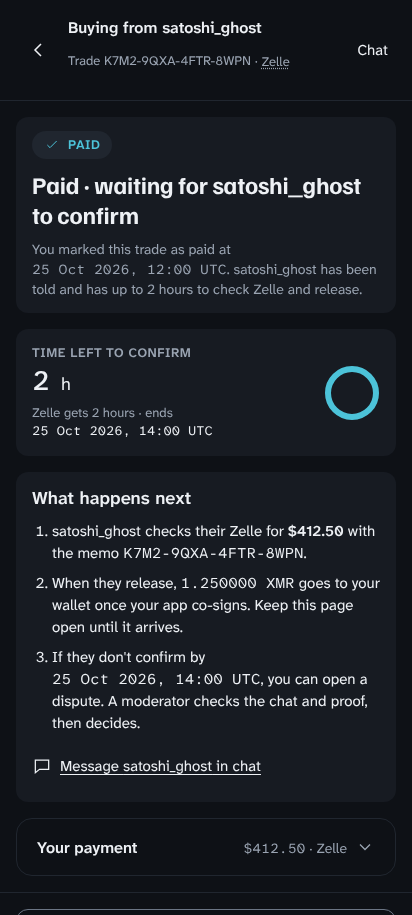 Buying from satoshi_ghost
Trade K7M2-9QXA-4FTR-8WPN · Zelle
Chat
PAID
Paid · waiting for satoshi_ghost
to confirm
You marked this trade as paid at
25 Oct 2026, 12:00 UTC. satoshi_ghost has been
told and has up to 2 hours to check Zelle and release.
TIME LEFT TO CONFIRM
2 h
Zelle gets 2 hours · ends
25 Oct 2026, 14:00 UTC
What happens next
1. satoshi_ghost checks their Zelle for $412.50 with
the memo K7M2-9QXA-4FTR-8WPN.
2. When they release, 1.250000 XMR goes to your
wallet once your app co-signs. Keep this page
open until it arrives.
3. If they don't confirm by
25 Oct 2026, 14:00 UTC, you can open a
dispute. A moderator checks the chat and proof,
then decides.
Message satoshi_ghost in chat
Your payment
$412.50 · Zelle